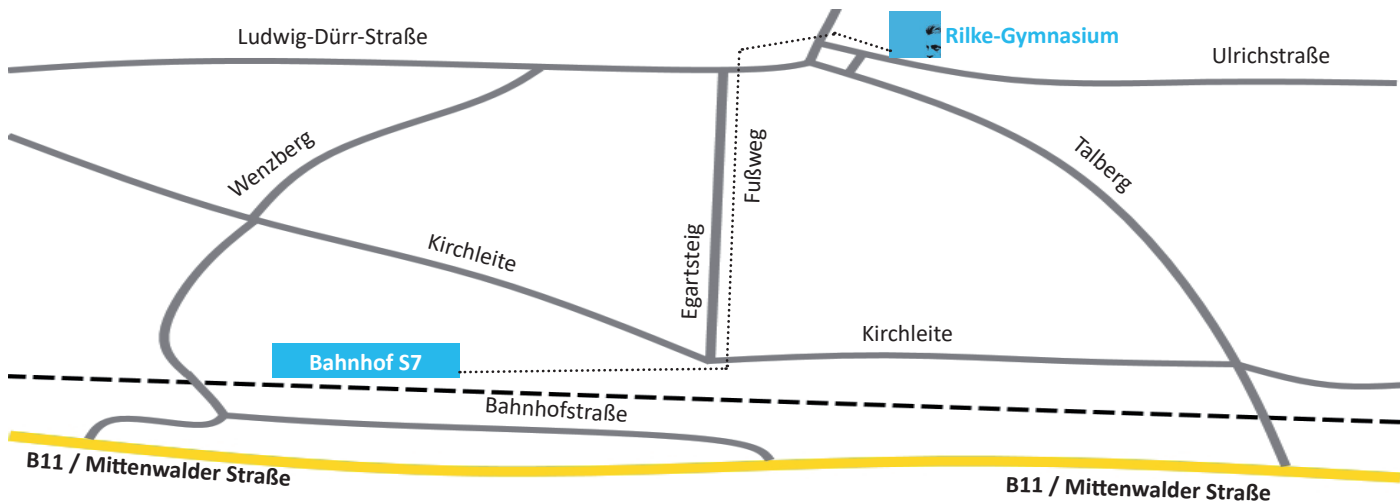 Rilke-Gymnasium
Ludwig-Dürr-Straße
Ulrichstraße
Wenzberg
Fußweg
Talberg
Kirchleite
Egartsteig
Kirchleite
Bahnhof S7
Bahnhofstraße
B11 / Mittenwalder Straße
B11 / Mittenwalder Straße